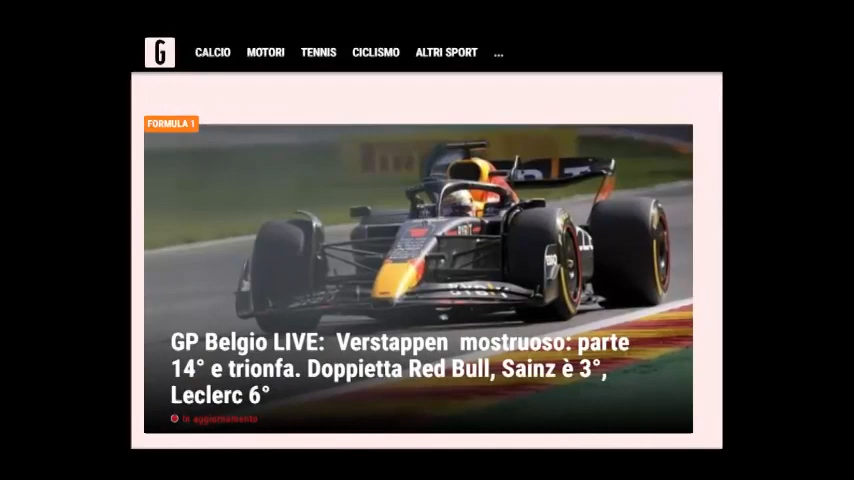 G
CALCIO MOTORI TENNIS CICLISMO ALTRI SPORT ...
FORMULA 1
GP Belgio LIVE: Verstappen mostruoso: parte
14° e trionfa. Doppietta Red Bull, Sainz è 3°,
Leclerc 6°
in aggiornamento